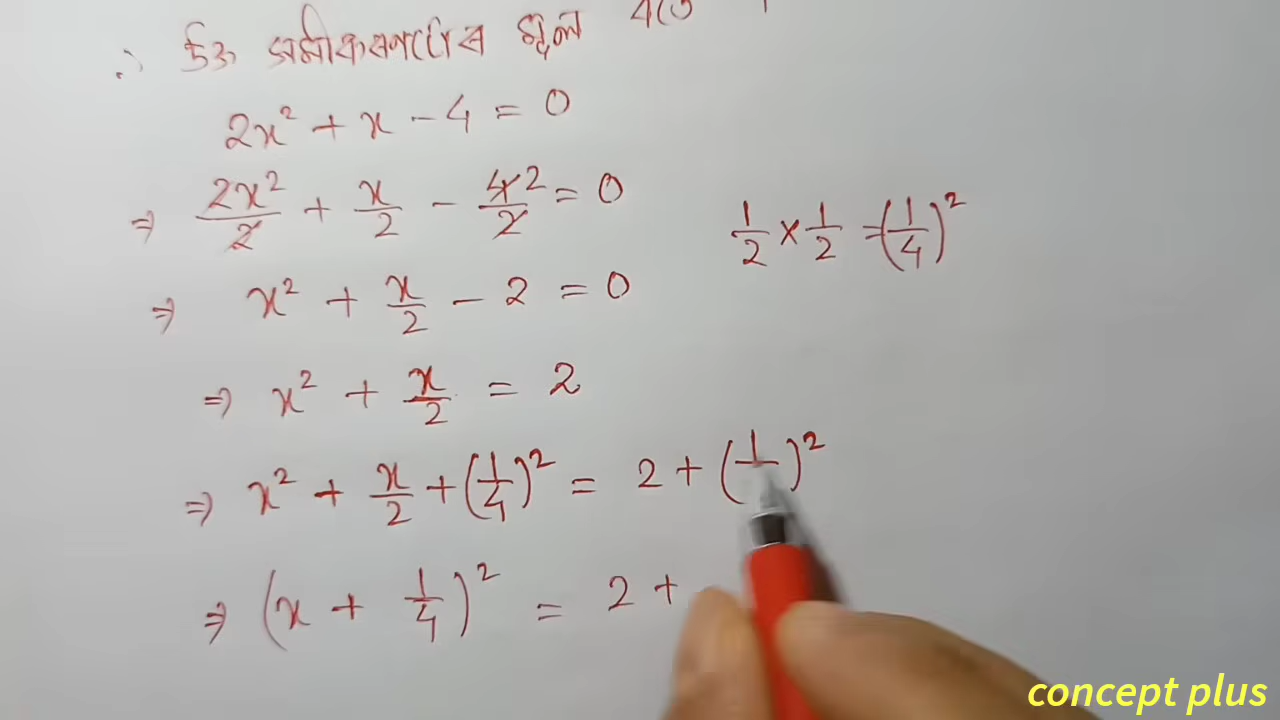 ∴ উক্ত সমীকরণটির মূল
2x² + x - 4 = 0
⇒ 2x²/2 + x/2 - 4 2/2 = 0
1/2 × 1/2 = (1/4)²
⇒ x² + x/2 - 2 = 0
⇒ x² + x/2 = 2
⇒ x² + x/2 + (1/4)² = 2 + (1/ )²
⇒ (x + 1/4)² = 2 +
concept plus